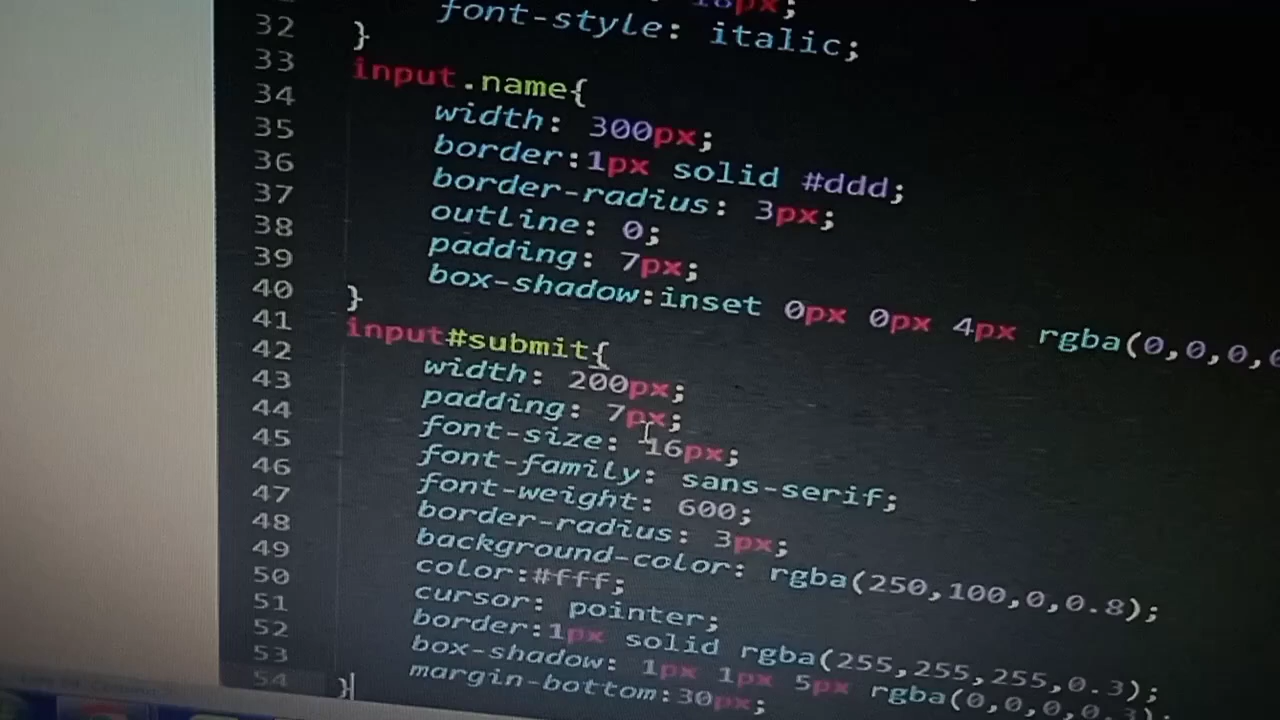 px;
font-style: italic;
32 }
33 input.name{
34 width: 300px;
35 border:1px solid #ddd;
36 border-radius: 3px;
37 outline: 0;
38 padding: 7px;
39 box-shadow:inset 0px 0px 4px rgba(0,0,0,
40 }
41 input#submit{
42 width: 200px;
43 padding: 7px;
44 font-size: 16px;
45 font-family: sans-serif;
46 font-weight: 600;
47 border-radius: 3px;
48 background-color: rgba(250,100,0,0.8);
49 color:#fff;
50 cursor: pointer;
51 border:1px solid rgba(255,255,255,0.3);
52 box-shadow: 1px 1px 5px rgba(0,0,0,0.3);
53 margin-bottom:30px;
54 }